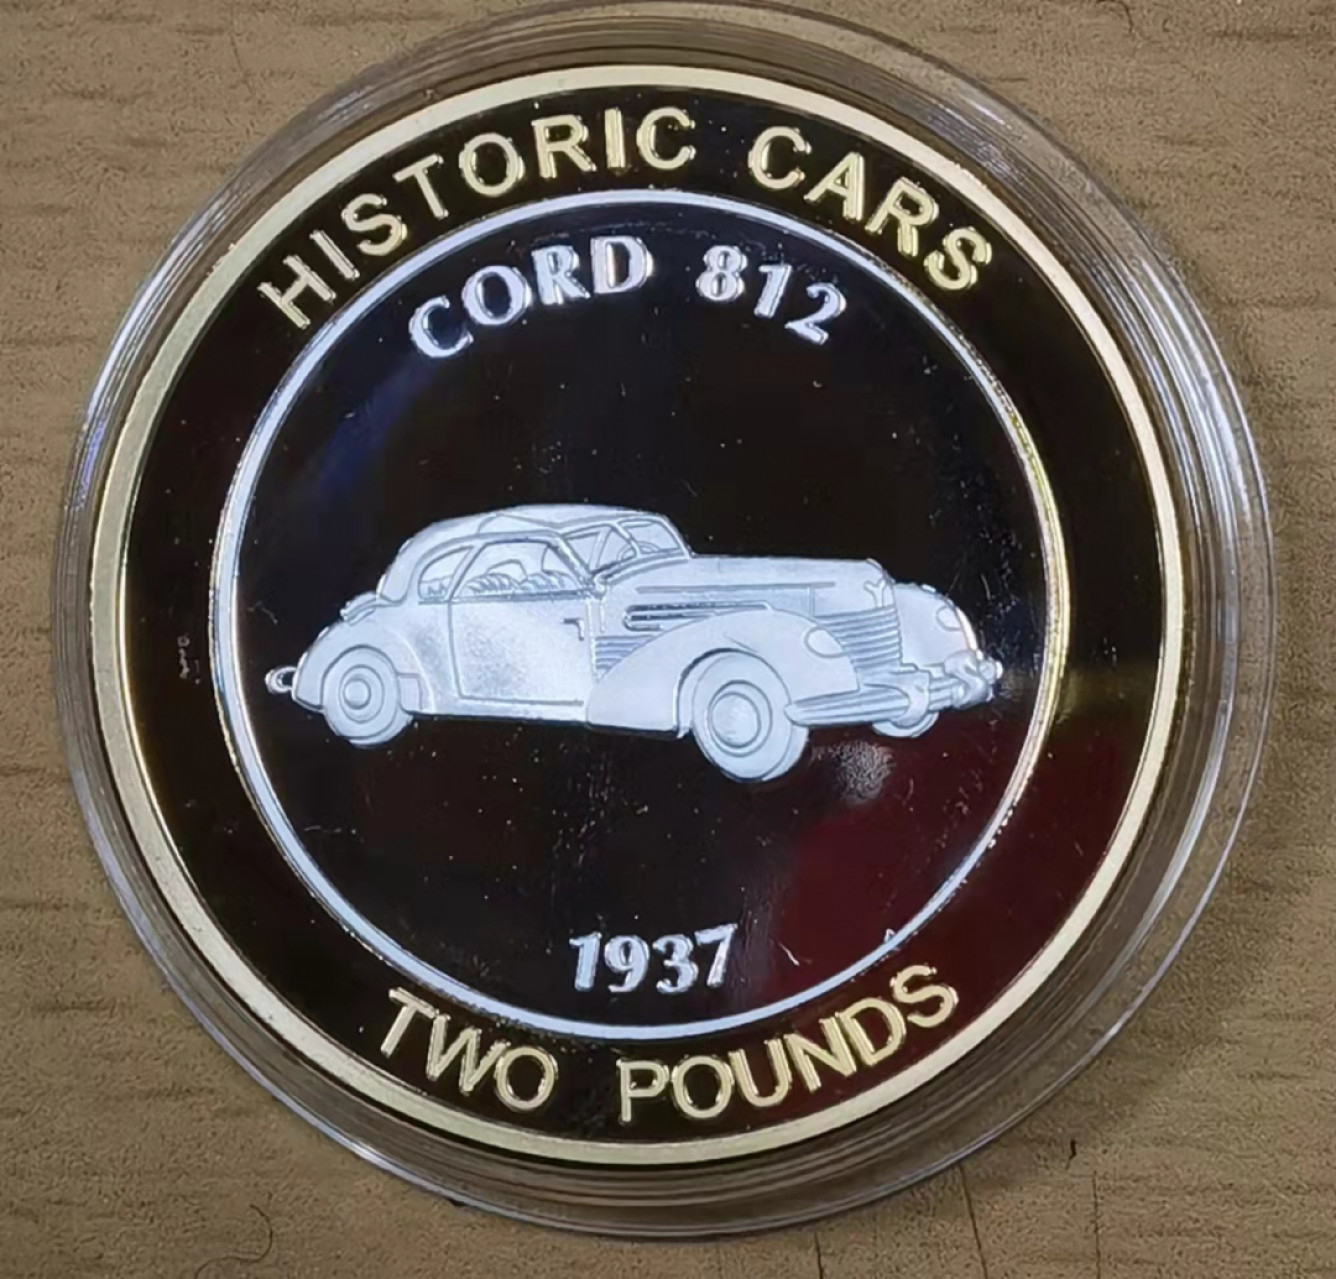 HISTORIC CARS
CORD 812
1937
TWO POUNDS